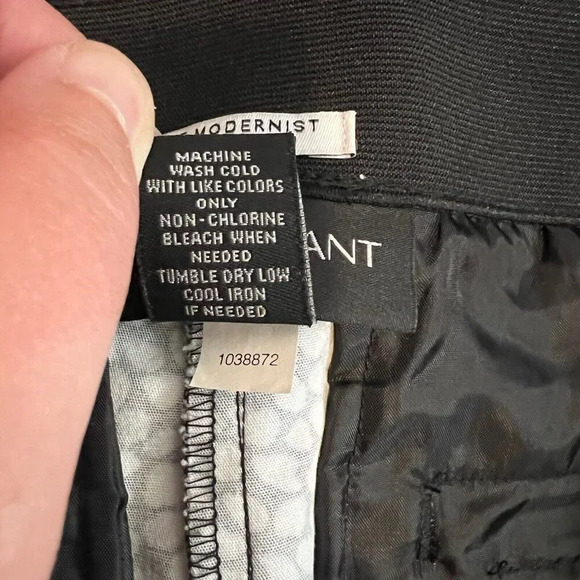 MODERNIST
MACHINE
WASH COLD
WITH LIKE COLORS
ONLY
NON-CHLORINE
BLEACH WHEN
NEEDED
TUMBLE DRY LOW
COOL IRON
IF NEEDED
ANT
1038872